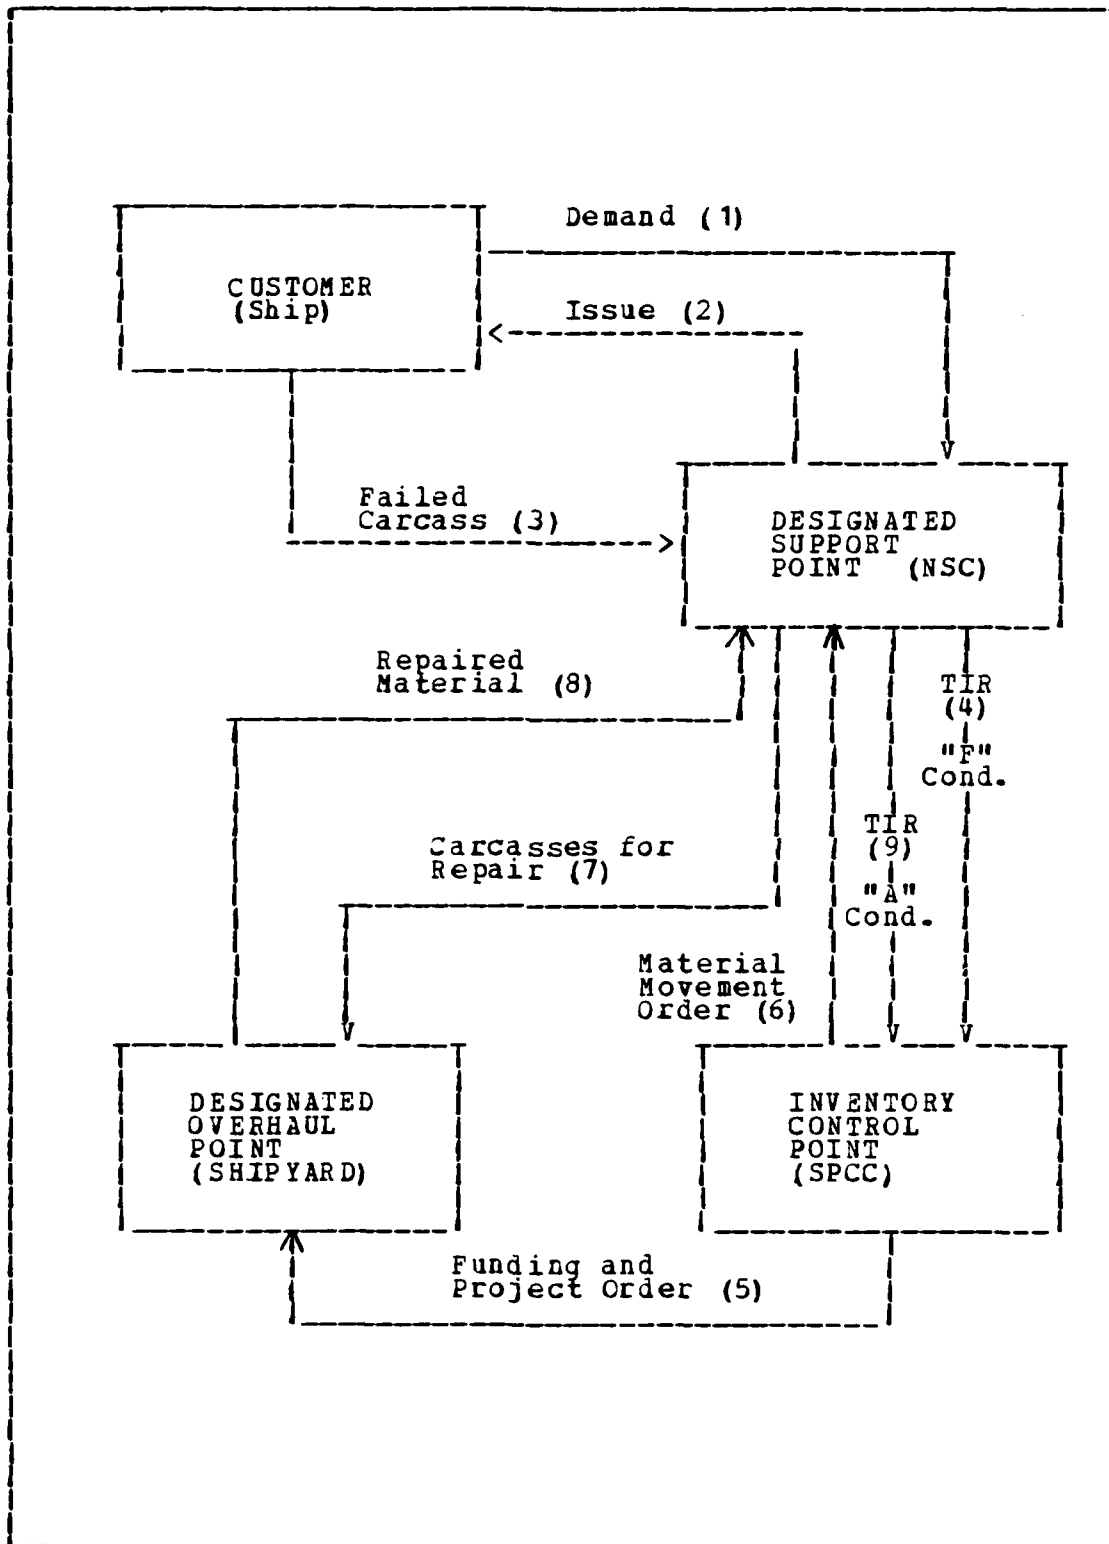 Demand (1)
CUSTOMER
(Ship)
Issue (2)
Failed
Carcass (3)
DESIGNATED
SUPPORT
POINT (NSC)
Repaired
Material (8)
TIR
(4)
"F"
Cond.
TIR
(9)
"A"
Cond.
Carcasses for
Repair (7)
Material
Movement
Order (6)
DESIGNATED
OVERHAUL
POINT
(SHIPYARD)
INVENTORY
CONTROL
POINT
(SPCC)
Funding and
Project Order (5)